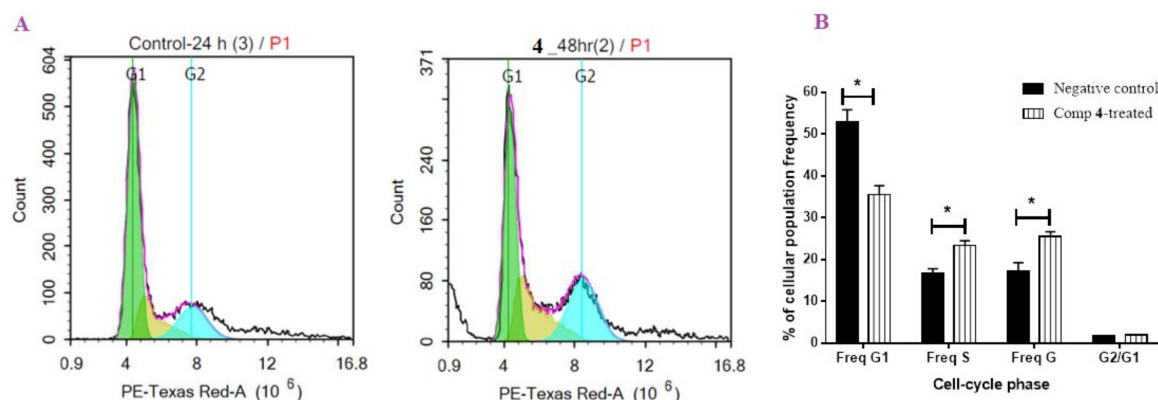 A
Control-24 h (3) / P1
604
500
400
300
200
100
0
Count
G1
G2
0.9
4
8
12
16.8
PE-Texas Red-A (10 6)
4 _48hr(2) / P1
371
240
160
80
0
Count
G1
G2
0.9
4
8
12
16.8
PE-Texas Red-A (10 6)
B
% of cellular population frequency
60
50
40
30
20
10
0
*
*
*
Negative control
Comp 4-treated
Freq G1
Freq S
Freq G
G2/G1
Cell-cycle phase